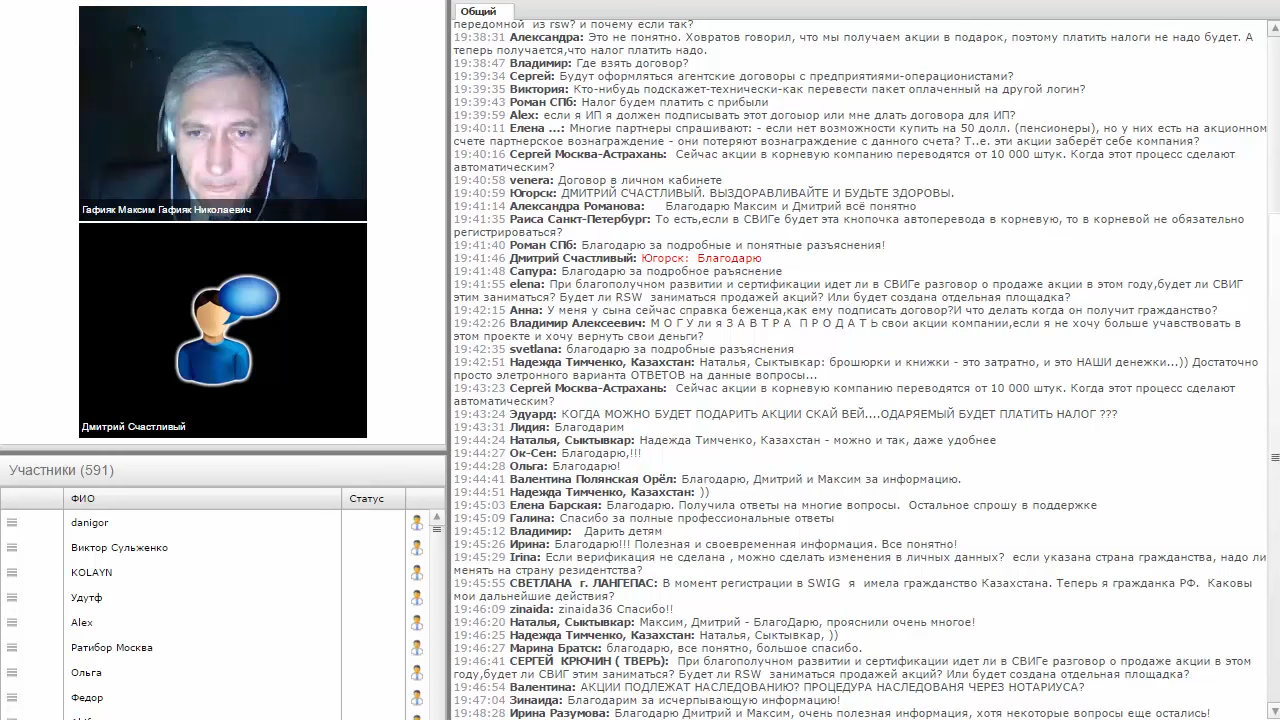 Гафияк Максим Гафияк Николаевич
Дмитрий Счастливый
Участники (591)
ФИО
Статус
danigor
Виктор Сульженко
KOLAYN
Удутф
Alex
Ратибор Москва
Ольга
Федор
Общий
передомной из rsw? и почему если так?
19:38:31 Александра: Это не понятно. Ховратов говорил, что мы получаем акции в подарок, поэтому платить налоги не надо будет. А
теперь получается,что налог платить надо.
19:38:47 Владимир: Где взять договор?
19:39:34 Сергей: Будут оформляться агентские договоры с предприятиями-операционистами?
19:39:35 Виктория: Кто-нибудь подскажет-технически-как перевести пакет оплаченный на другой логин?
19:39:43 Роман СПб: Налог будем платить с прибыли
19:39:59 Alex: если я ИП я должен подписывать этот догоыор или мне длать договора для ИП?
19:40:11 Елена ...: Многие партнеры спрашивают: - если нет возможности купить на 50 долл. (пенсионеры), но у них есть на акционном
счете партнерское вознаграждение - они потеряют вознаграждение с данного счета? Т..е. эти акции заберёт себе компания?
19:40:16 Сергей Москва-Астрахань: Сейчас акции в корневую компанию переводятся от 10 000 штук. Когда этот процесс сделают
автоматическим?
19:40:58 venera: Договор в личном кабинете
19:40:59 Югорск: ДМИТРИЙ СЧАСТЛИВЫЙ. ВЫЗДОРАВЛИВАЙТЕ И БУДЬТЕ ЗДОРОВЫ.
19:41:14 Александра Романова: Благодарю Максим и Дмитрий всё понятно
19:41:35 Раиса Санкт-Петербург: То есть,если в СВИГе будет эта кнопка автоперевода в корневую, то в корневой не обязательно
регистрироваться?
19:41:40 Роман СПб: Благодарю за подробные и понятные разъяснения!
19:41:46 Дмитрий Счастливый: Югорск: Благодарю
19:41:48 Сапура: Благодарю за подробное раъяснение
19:41:55 elena: При благополучном развитии и сертификации идет ли в СВИГе разговор о продаже акции в этом году,будет ли СВИГ
этим заниматься? Будет ли RSW заниматься продажей акций? Или будет создана отдельная площадка?
19:42:15 Анна: У меня у сына сейчас справка беженца,как ему подписать договор?И что делать когда он получит гражданство?
19:42:26 Владимир Алексеевич: М О Г У ли я З А В Т Р А П Р О Д А Т Ь свои акции компании,если я не хочу больше учавствовать в
этом проекте и хочу вернуть свои деньги?
19:42:35 svetlana: благодарю за подробные разъяснения
19:42:51 Надежда Тимченко, Казахстан: Наталья, Сыктывкар: брошюрки и книжки - это затратно, и это НАШИ денежки...)) Достаточно
просто элетронного варианта ОТВЕТОВ на данные вопросы...
19:43:23 Сергей Москва-Астрахань: Сейчас акции в корневую компанию переводятся от 10 000 штук. Когда этот процесс сделают
автоматическим?
19:43:24 Эдуард: КОГДА МОЖНО БУДЕТ ПОДАРИТЬ АКЦИИ СКАЙ ВЕЙ....ОДАРЯЕМЫЙ БУДЕТ ПЛАТИТЬ НАЛОГ ???
19:43:31 Лидия: Благодарим
19:44:24 Наталья, Сыктывкар: Надежда Тимченко, Казахстан - можно и так, даже удобнее
19:44:27 Ок-Сен: Благодарю,!!!
19:44:28 Ольга: Благодарю!
19:44:41 Валентина Полянская Орёл: Благодарю, Дмитрий и Максим за информацию.
19:44:51 Надежда Тимченко, Казахстан: ))
19:45:03 Елена Барская: Благодарю. Получила ответы на многие вопросы. Остальное спрошу в поддержке
19:45:09 Галина: Спасибо за полные профессиональные ответы
19:45:12 Владимир: Дарить детям
19:45:26 Ирина: Благодарю!!! Полезная и своевременная информация. Все понятно!
19:45:29 Irina: Если верификация не сделана , можно сделать изменения в личных данных? если указана страна гражданства, надо ли
менять на страну резидентства?
19:45:55 СВЕТЛАНА г. ЛАНГЕПАС: В момент регистрации в SWIG я имела гражданство Казахстана. Теперь я гражданка РФ. Каковы
мои дальнейшие действия?
19:46:09 zinaida: zinaida36 Спасибо!!
19:46:20 Наталья, Сыктывкар: Максим, Дмитрий - БлагоДарю, прояснили очень многое!
19:46:25 Надежда Тимченко, Казахстан: Наталья, Сыктывкар, ))
19:46:27 Марина Братск: благодарю, все понятно, большое спасибо.
19:46:41 СЕРГЕЙ КРЮЧИН ( ТВЕРЬ): При благополучном развитии и сертификации идет ли в СВИГе разговор о продаже акции в этом
году,будет ли СВИГ этим заниматься? Будет ли RSW заниматься продажей акций? Или будет создана отдельная площадка?
19:46:54 Валентина: АКЦИИ ПОДЛЕЖАТ НАСЛЕДОВАНИЮ? ПРОЦЕДУРА НАСЛЕДОВАНЯ ЧЕРЕЗ НОТАРИУСА?
19:47:04 Зинаида: Благодарим за исчерпывающую информацию!
19:48:28 Ирина Разумова: Благодарю Дмитрий и Максим, очень полезная информация, хотя некоторые вопросы еще остались!